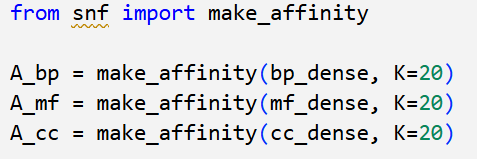 from snf import make_affinity
A_bp = make_affinity(bp_dense, K=20)
A_mf = make_affinity(mf_dense, K=20)
A_cc = make_affinity(cc_dense, K=20)